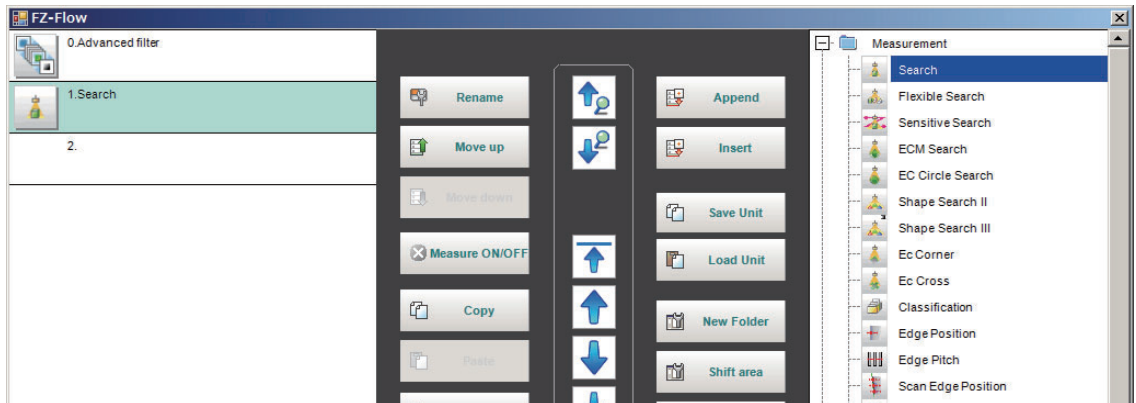 FZ-Flow
0.Advanced filter
1.Search
2.
Rename
Move up
Move down
Measure ON/OFF
Copy
Paste
Append
Insert
Save Unit
Load Unit
New Folder
Shift area
Measurement
Search
Flexible Search
Sensitive Search
ECM Search
EC Circle Search
Shape Search II
Shape Search III
Ec Corner
Ec Cross
Classification
Edge Position
Edge Pitch
Scan Edge Position